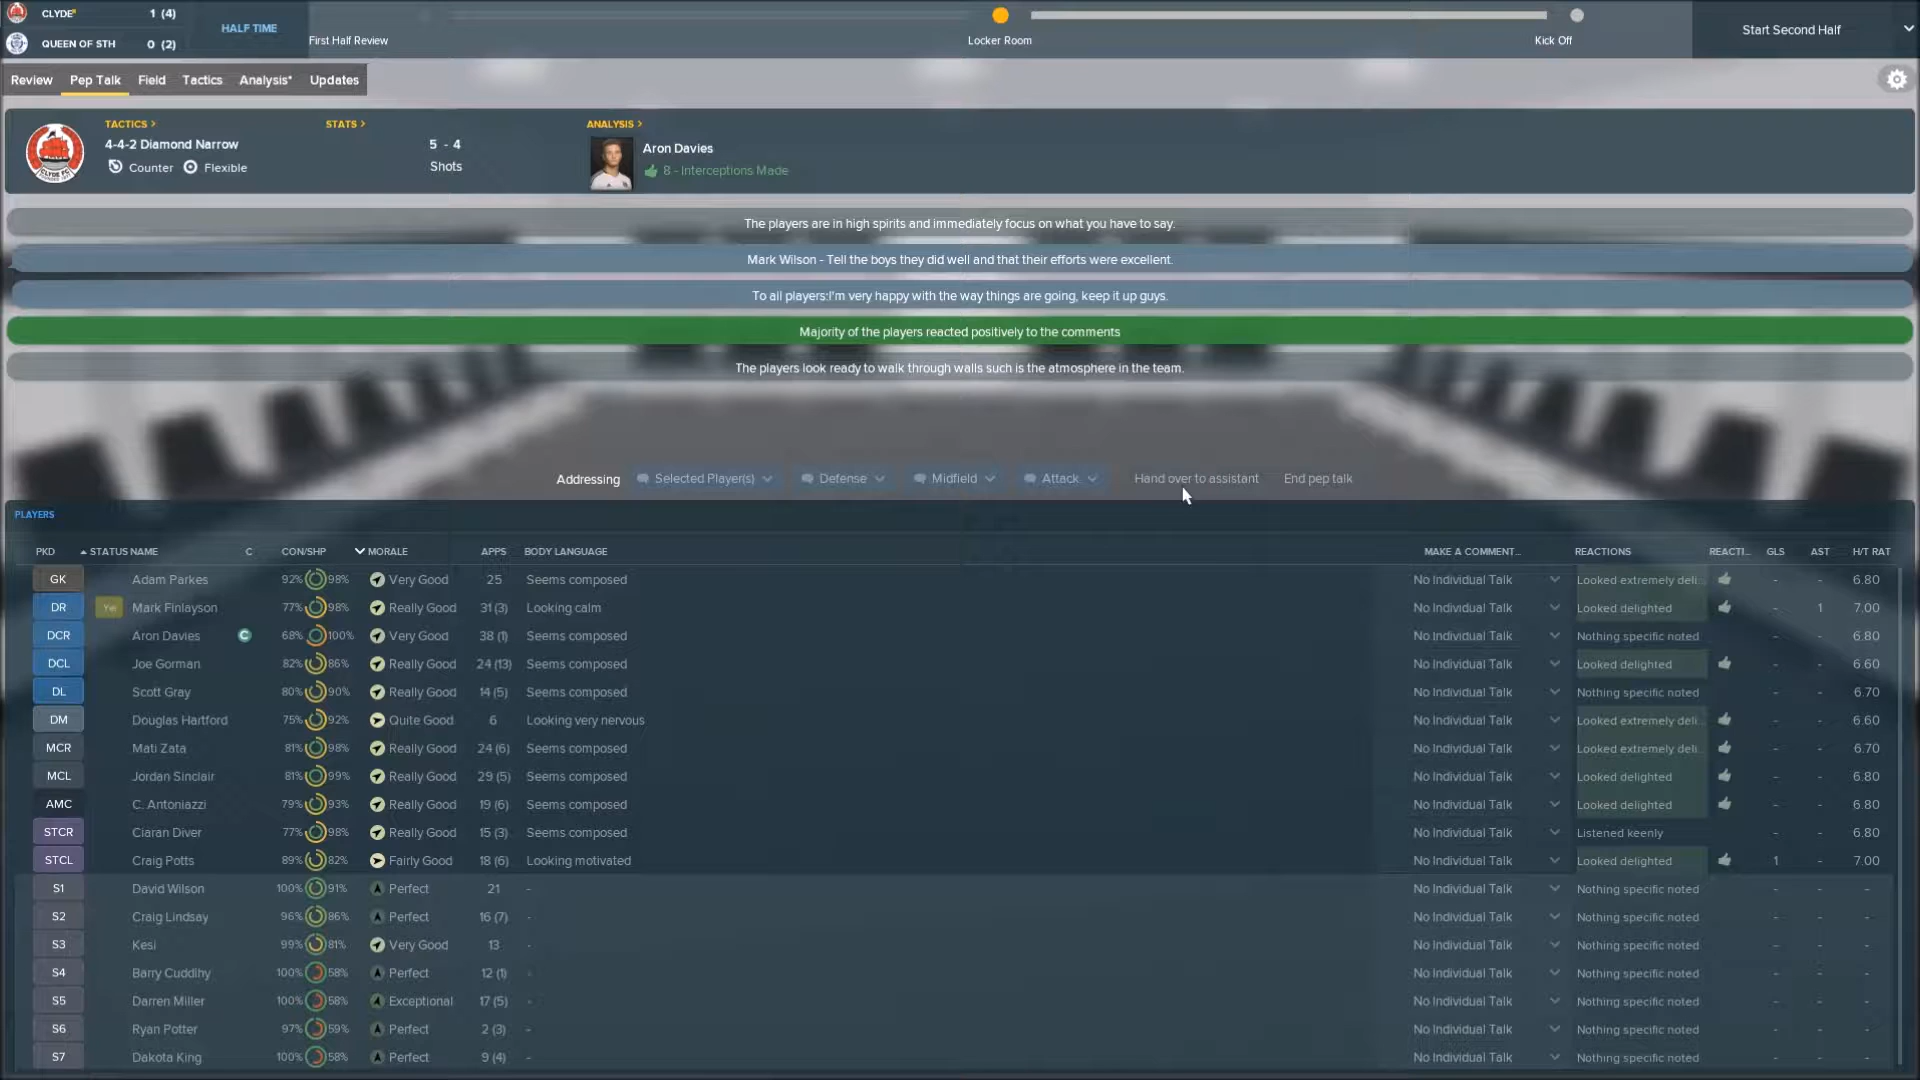 CLYDE 1 (4)
QUEEN OF STH 0 (2)
HALF TIME
First Half Review
Locker Room
Kick Off
Start Second Half
Review Pep Talk Field Tactics Analysis* Updates
TACTICS >
4-4-2 Diamond Narrow
Counter Flexible
STATS >
5 - 4
Shots
ANALYSIS >
Aron Davies
8 - Interceptions Made
The players are in high spirits and immediately focus on what you have to say.
Mark Wilson - Tell the boys they did well and that their efforts were excellent.
To all players:I'm very happy with the way things are going, keep it up guys.
Majority of the players reacted positively to the comments
The players look ready to walk through walls such is the atmosphere in the team.
Addressing Selected Player(s) Defense Midfield Attack Hand over to assistant End pep talk
PLAYERS
PKD STATUS NAME C CON/SHP MORALE APPS BODY LANGUAGE MAKE A COMMENT... REACTIONS REACTI... GLS AST H/T RAT
GK Adam Parkes 92% 98% Very Good 25 Seems composed No Individual Talk Looked extremely deli... - - 6.80
DR Yel Mark Finlayson 77% 98% Really Good 31 (3) Looking calm No Individual Talk Looked delighted - 1 7.00
DCR Aron Davies C 68% 100% Very Good 38 (1) Seems composed No Individual Talk Nothing specific noted - - 6.80
DCL Joe Gorman 82% 86% Really Good 24 (13) Seems composed No Individual Talk Looked delighted - - 6.60
DL Scott Gray 80% 90% Really Good 14 (5) Seems composed No Individual Talk Nothing specific noted - - 6.70
DM Douglas Hartford 75% 92% Quite Good 6 Looking very nervous No Individual Talk Looked extremely deli... - - 6.60
MCR Mati Zata 81% 98% Really Good 24 (6) Seems composed No Individual Talk Looked extremely deli... - - 6.70
MCL Jordan Sinclair 81% 99% Really Good 29 (5) Seems composed No Individual Talk Looked delighted - - 6.80
AMC C. Antoniazzi 79% 93% Really Good 19 (6) Seems composed No Individual Talk Looked delighted - - 6.80
STCR Ciaran Diver 77% 98% Really Good 15 (3) Seems composed No Individual Talk Listened keenly - - 6.80
STCL Craig Potts 89% 82% Fairly Good 18 (6) Looking motivated No Individual Talk Looked delighted 1 - 7.00
S1 David Wilson 100% 91% Perfect 21 - No Individual Talk Nothing specific noted - - -
S2 Craig Lindsay 96% 86% Perfect 16 (7) - No Individual Talk Nothing specific noted - - -
S3 Kesi 99% 81% Very Good 13 - No Individual Talk Nothing specific noted - - -
S4 Barry Cuddihy 100% 58% Perfect 12 (1) - No Individual Talk Nothing specific noted - - -
S5 Darren Miller 100% 58% Exceptional 17 (5) - No Individual Talk Nothing specific noted - - -
S6 Ryan Potter 97% 59% Perfect 2 (3) - No Individual Talk Nothing specific noted - - -
S7 Dakota King 100% 58% Perfect 9 (4) - No Individual Talk Nothing specific noted - - -